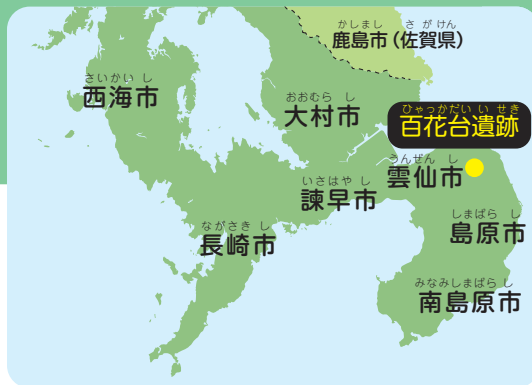 かしまし さがけん
鹿島市(佐賀県)
さいかいし
西海市
おおむらし
大村市
ひゃっかだいいせき
百花台遺跡
うんぜんし
雲仙市
いさはやし
諫早市
しまばらし
島原市
ながさきし
長崎市
みなみしまばらし
南島原市